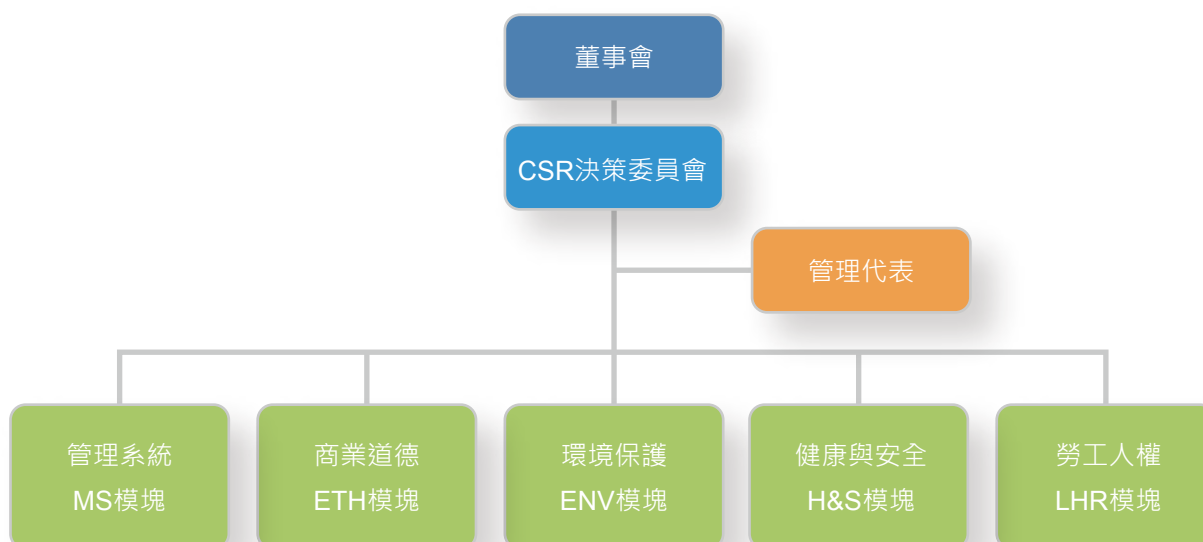 董事會
CSR決策委員會
管理代表
管理系統
MS模塊
商業道德
ETH模塊
環境保護
ENV模塊
健康與安全
H&S模塊
勞工人權
LHR模塊